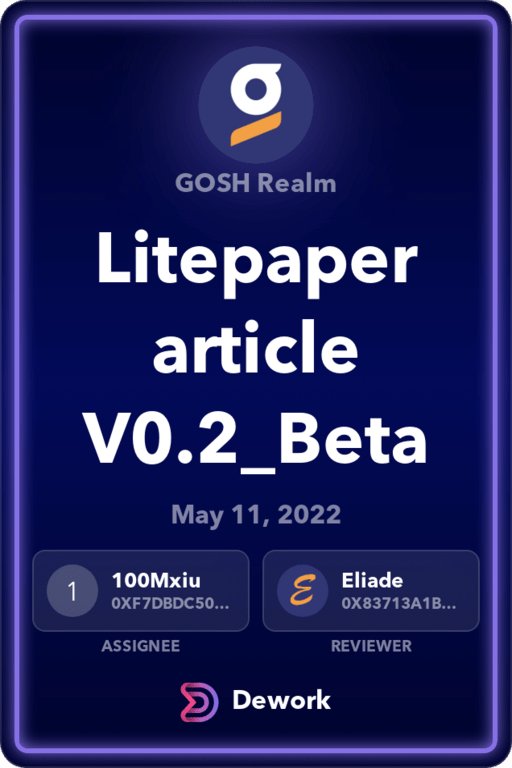 g
GOSH Realm
Litepaper
article
V0.2_Beta
May 11, 2022
1
100Mxiu
0XF7DBDC50...
ASSIGNEE
E
Eliade
0X83713A1B...
REVIEWER
Dework